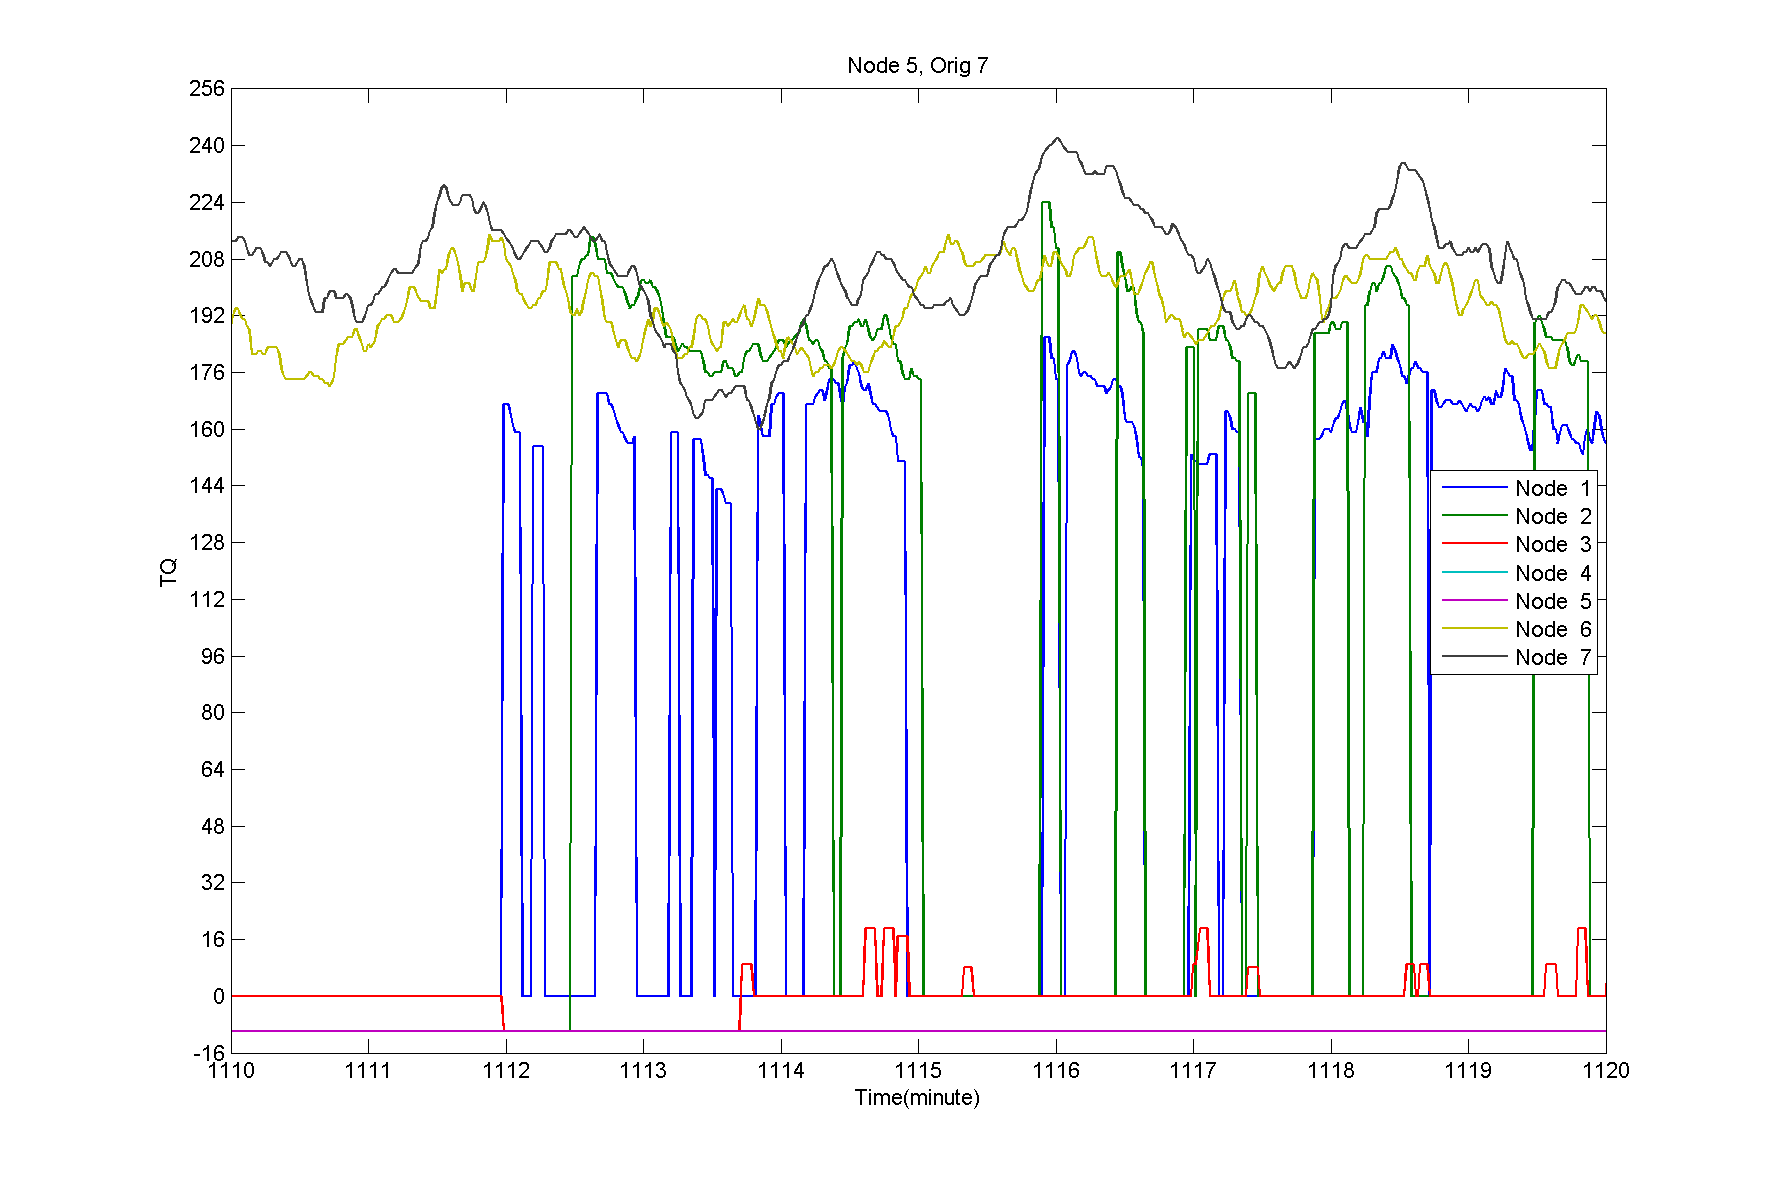 Node 5, Orig 7
256
240
224
208
192
176
160
144
128
112
96
80
64
48
32
16
0
-16
TQ
Node 1
Node 2
Node 3
Node 4
Node 5
Node 6
Node 7
1110 1111 1112 1113 1114 1115 1116 1117 1118 1119 1120
Time(minute)